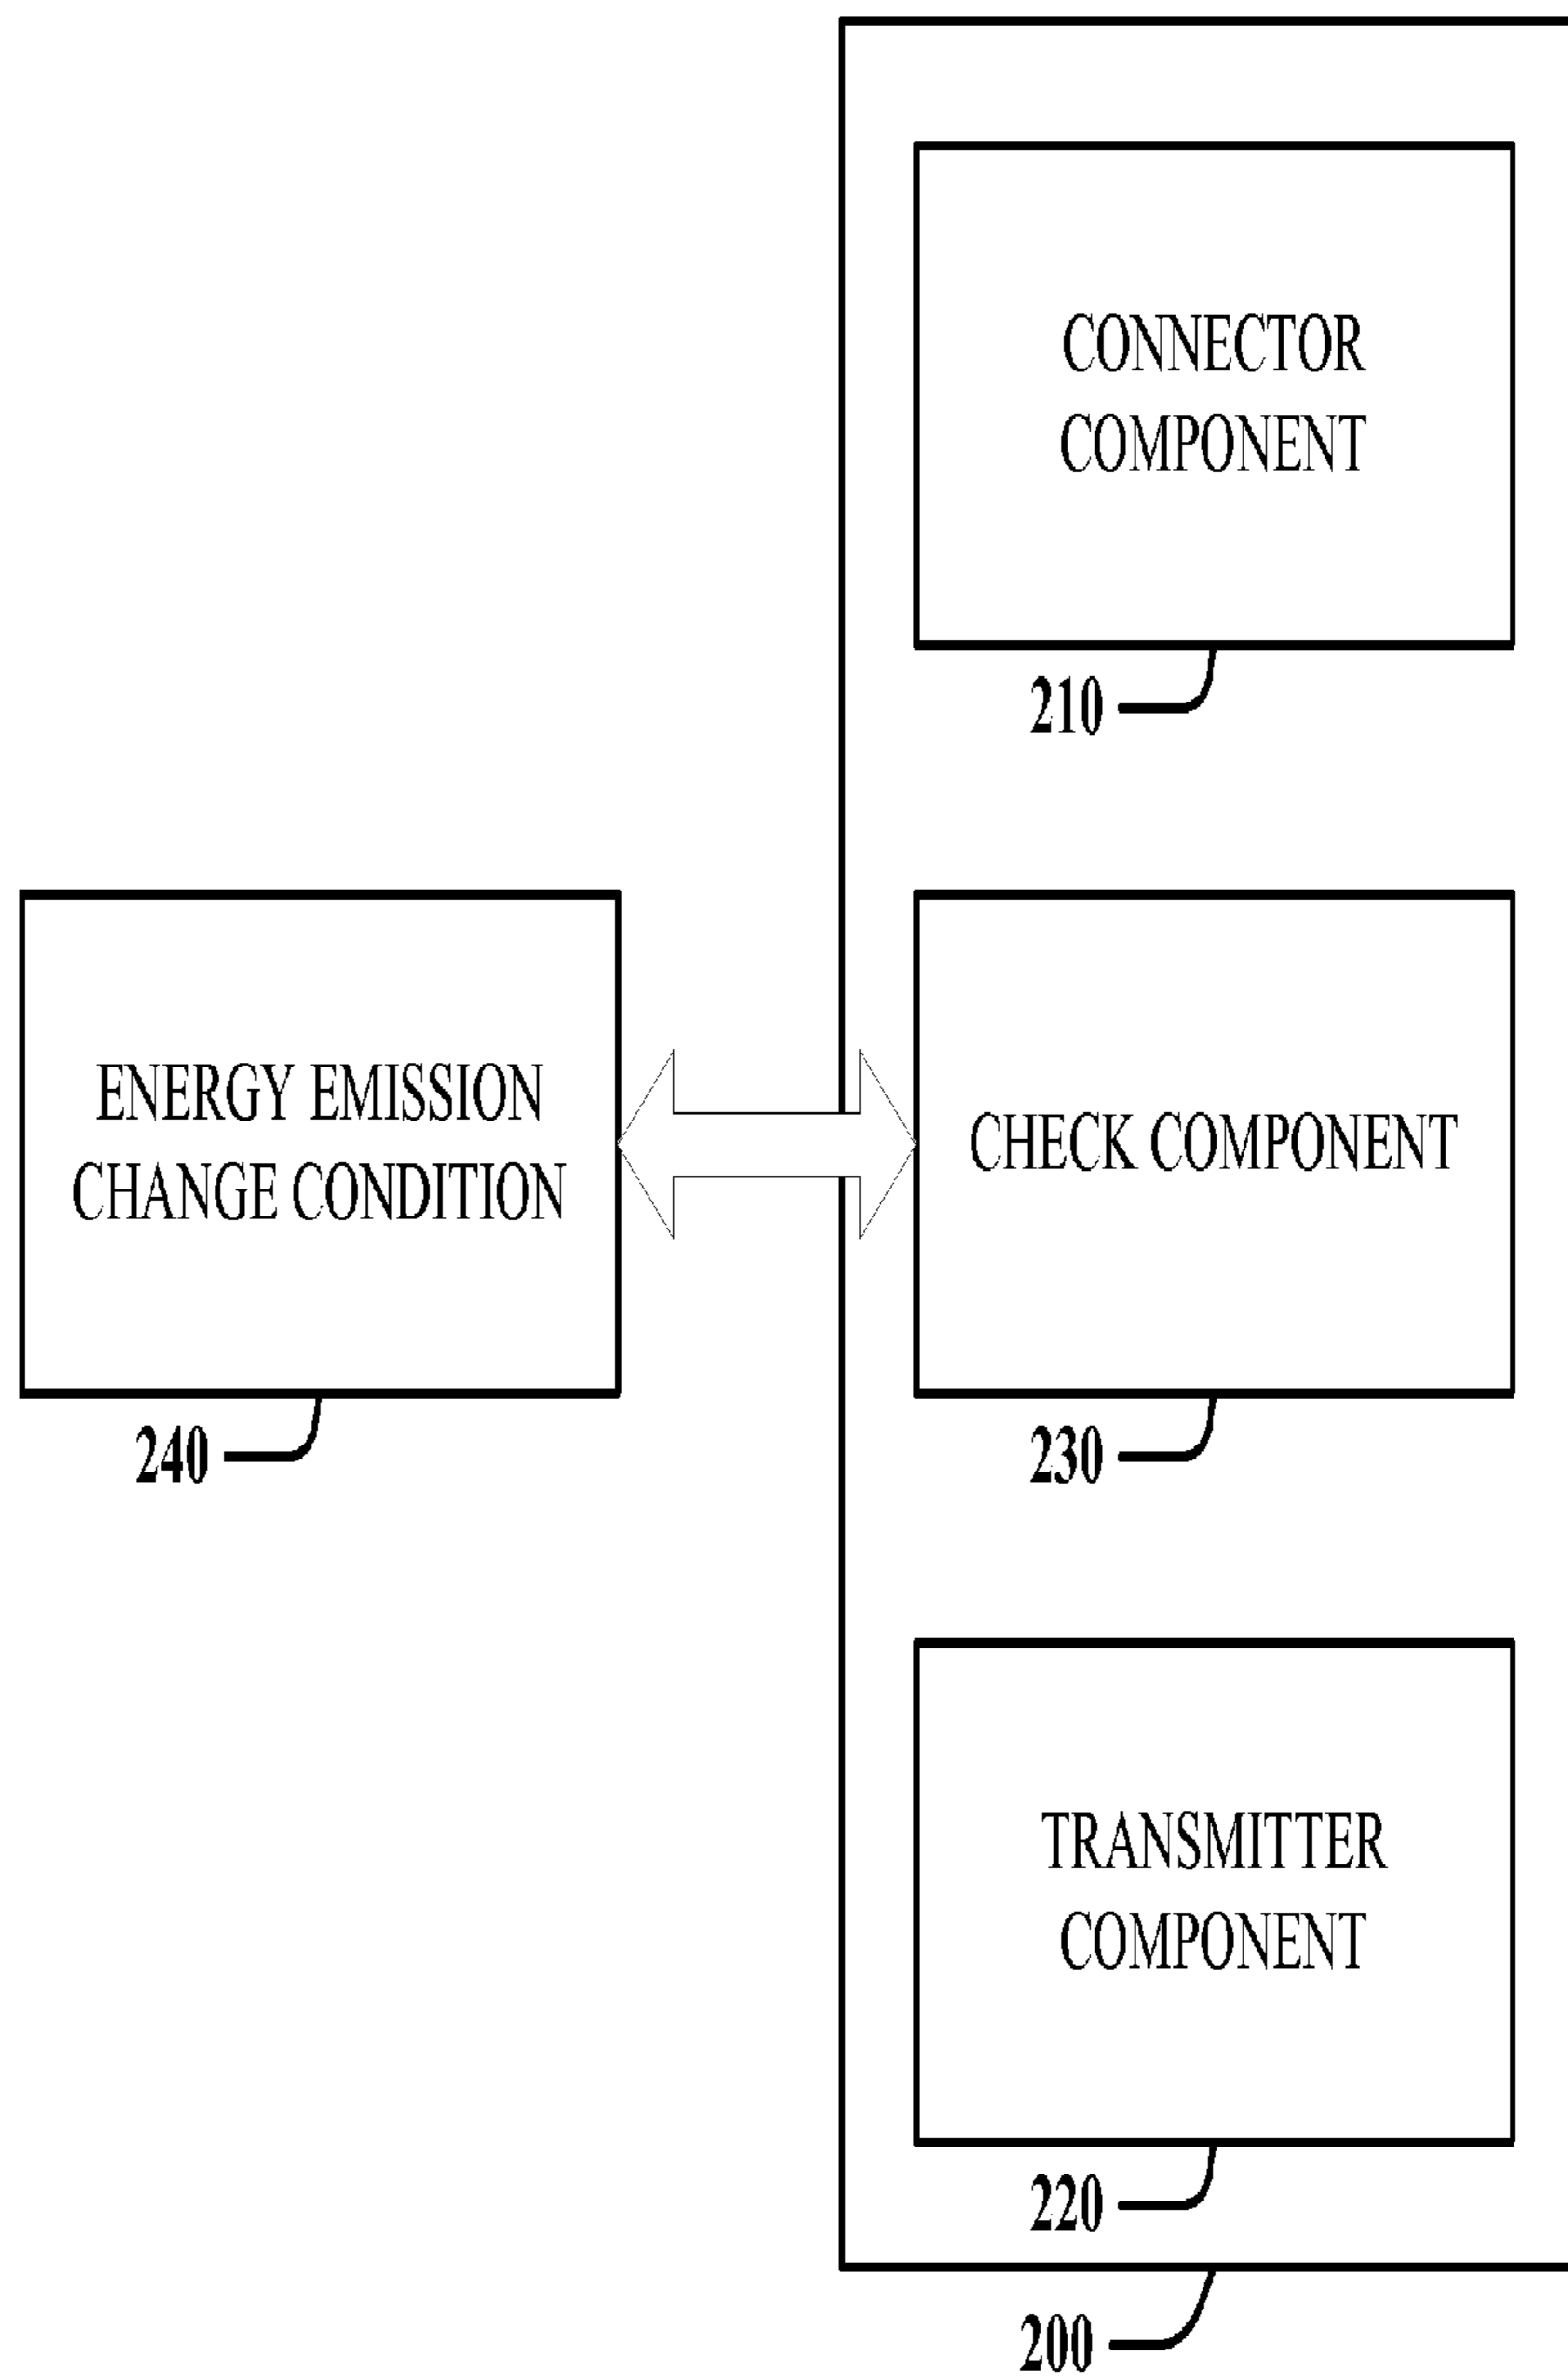 CONNECTOR
COMPONENT
210
ENERGY EMISSION
CHANGE CONDITION
240
CHECK COMPONENT
230
TRANSMITTER
COMPONENT
220
200